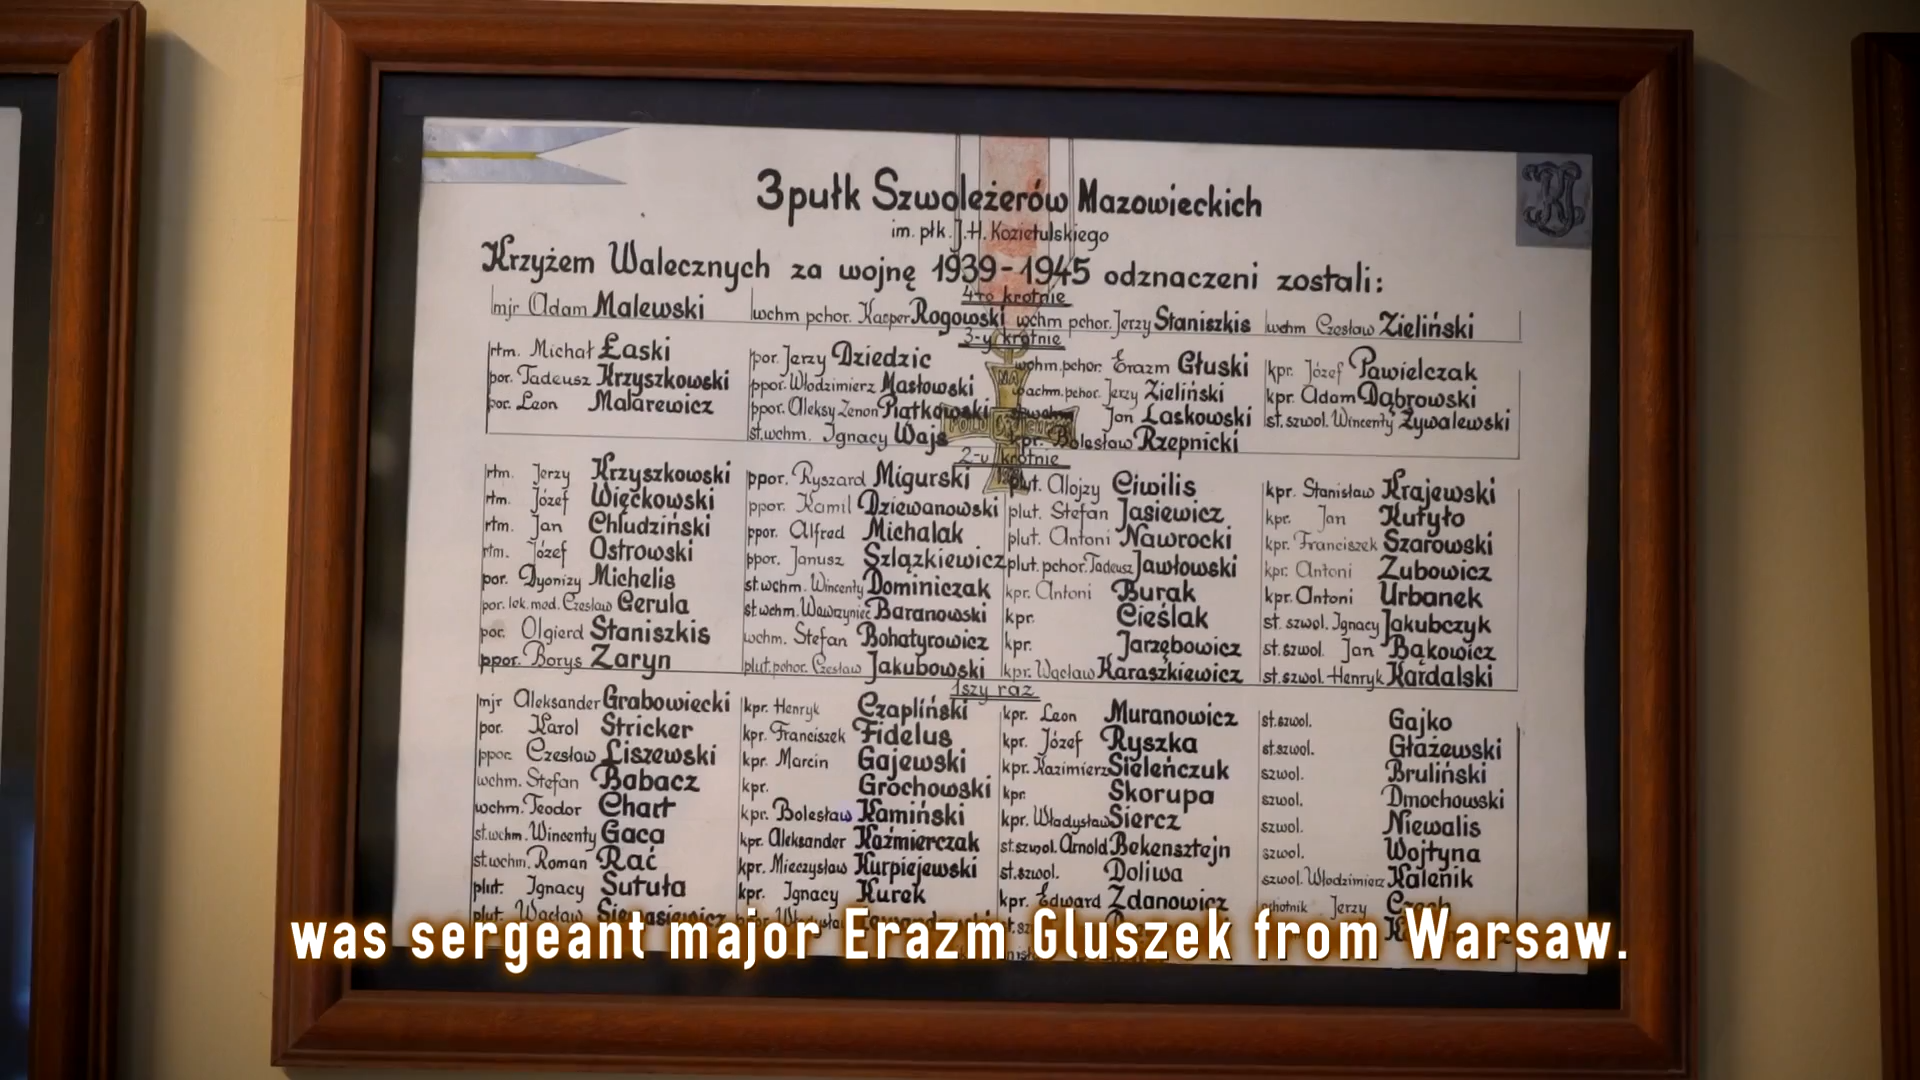 3 pułk Szwoleżerów Mazowieckich
im. płk. J.H. Kozietulskiego
Krzyżem Walecznych za wojnę 1939-1945 odznaczeni zostali:
4-ro krotnie
mjr Adam Malewski
wchm pchor. Kacper Rogowski
wchm pchor. Jerzy Staniszkis
wchm Czesław Zieliński
3-y krotnie
rtm. Michał Łaski
por. Tadeusz Krzyszkowski
por. Leon Malarewicz
por. Jerzy Dziedzic
ppor. Włodzimierz Masłowski
ppor. Aleksy Zenon Piątkowski
st. wchm. Ignacy Wajs
wchm. pchor. Erazm Głuski
wachm. pchor. Jerzy Zieliński
Jan Laskowski
kpr. Bolesław Rzepnicki
kpr. Józef Pawielczak
kpr. Adam Dąbrowski
st. szwol. Wincenty Żywalewski
2-u krotnie
rtm. Jerzy Krzyszkowski
rtm. Józef Więckowski
rtm. Jan Chłudziński
rtm. Józef Ostrowski
por. Dyonizy Michelis
por. lek. med. Czesław Gerula
por. Olgierd Staniszkis
ppor. Borys Zaryn
ppor. Ryszard Migurski
ppor. Kamil Dziewanowski
ppor. Alfred Michalak
ppor. Janusz Szlązkiewicz
st. wchm. Wincenty Dominiczak
st. wchm. Wawrzyniec Baranowski
wchm. Stefan Bohatyrowicz
plut. pchor. Czesław Jakubowski
plut. Alojzy Ciwilis
plut. Stefan Jasiewicz
plut. Antoni Nawrocki
plut. pchor. Tadeusz Jawłowski
kpr. Antoni Burak
kpr. Cieślak
kpr. Jarzębowicz
kpr. Wacław Karaszkiewicz
kpr. Stanisław Krajewski
kpr. Jan Kutyło
kpr. Franciszek Szarowski
kpr. Antoni Zubowicz
kpr. Antoni Urbanek
st. szwol. Ignacy Jakubczyk
st. szwol. Jan Bąkowicz
st. szwol. Henryk Kardalski
1szy raz
mjr Aleksander Grabowiecki
por. Karol Stricker
ppor. Czesław Liszewski
wchm. Stefan Babacz
wchm. Teodor Chart
st. wchm. Wincenty Gaca
st. wchm. Roman Rać
plut. Ignacy Sutuła
plut. Wacław
kpr. Henryk Czapliński
kpr. Franciszek Fidelus
kpr. Marcin Gajewski
kpr. Grochowski
kpr. Bolesław Kamiński
kpr. Aleksander Kaźmierczak
kpr. Mieczysław Kurpiejewski
kpr. Ignacy Kurek
kpr. Leon Muranowicz
kpr. Józef Ryszka
kpr. Kazimierz Sieleńczuk
kpr. Skorupa
kpr. Władysław Siercz
st. szwol. Arnold Bekensztejn
st. szwol. Doliwa
kpr. Edward Zdanowicz
st. szwol. Gajko
st. szwol. Głażewski
szwol. Bruliński
szwol. Dmochowski
szwol. Niewalis
szwol. Wojtyna
szwol. Włodzimierz Kalenik
ochotnik Jerzy Czech
was sergeant major Erazm Gluszek from Warsaw.